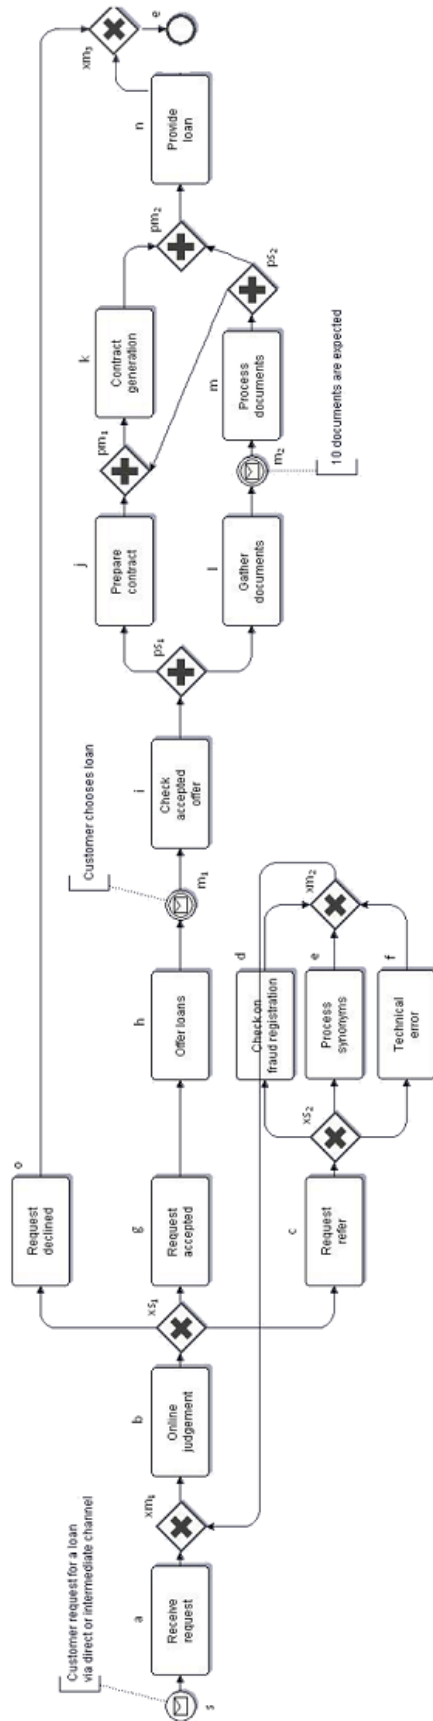 Customer request for a loan
via direct or intermediate channel
s
a
Receive
request
xm₁
b
Online
judgement
xs₁
o
Request
declined
g
Request
accepted
c
Request
refer
xs₂
d
Check on
fraud registration
e
Process
synonyms
f
Technical
error
xm₂
h
Offer loans
m₁
Customer chooses loan
i
Check
accepted
offer
ps₁
j
Prepare
contract
l
Gather
documents
pm₁
m₂
10 documents are expected
k
Contract
generation
m
Process
documents
ps₂
pm₂
n
Provide
loan
xm₃
e